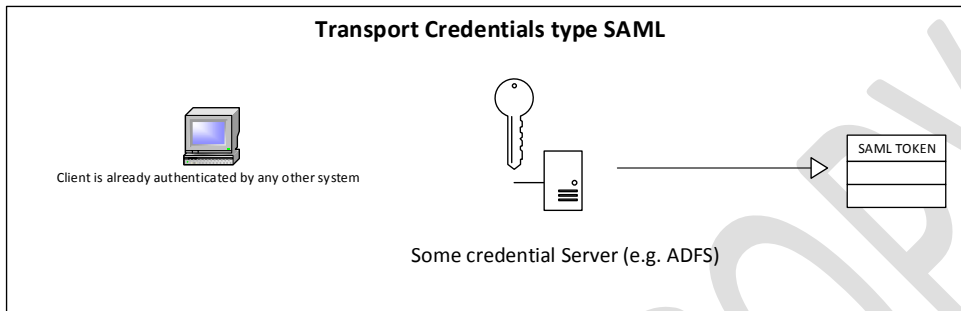 Transport Credentials type SAML
SAML TOKEN
Client is already authenticated by any other system
Some credential Server (e.g. ADFS)